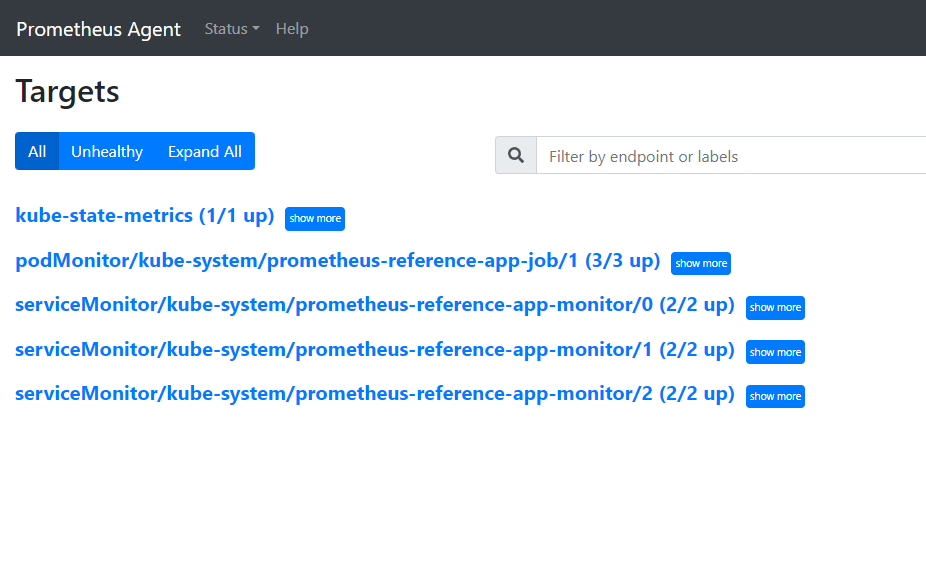 Prometheus Agent Status Help
Targets
All Unhealthy Expand All
Filter by endpoint or labels
kube-state-metrics (1/1 up) show more
podMonitor/kube-system/prometheus-reference-app-job/1 (3/3 up) show more
serviceMonitor/kube-system/prometheus-reference-app-monitor/0 (2/2 up) show more
serviceMonitor/kube-system/prometheus-reference-app-monitor/1 (2/2 up) show more
serviceMonitor/kube-system/prometheus-reference-app-monitor/2 (2/2 up) show more